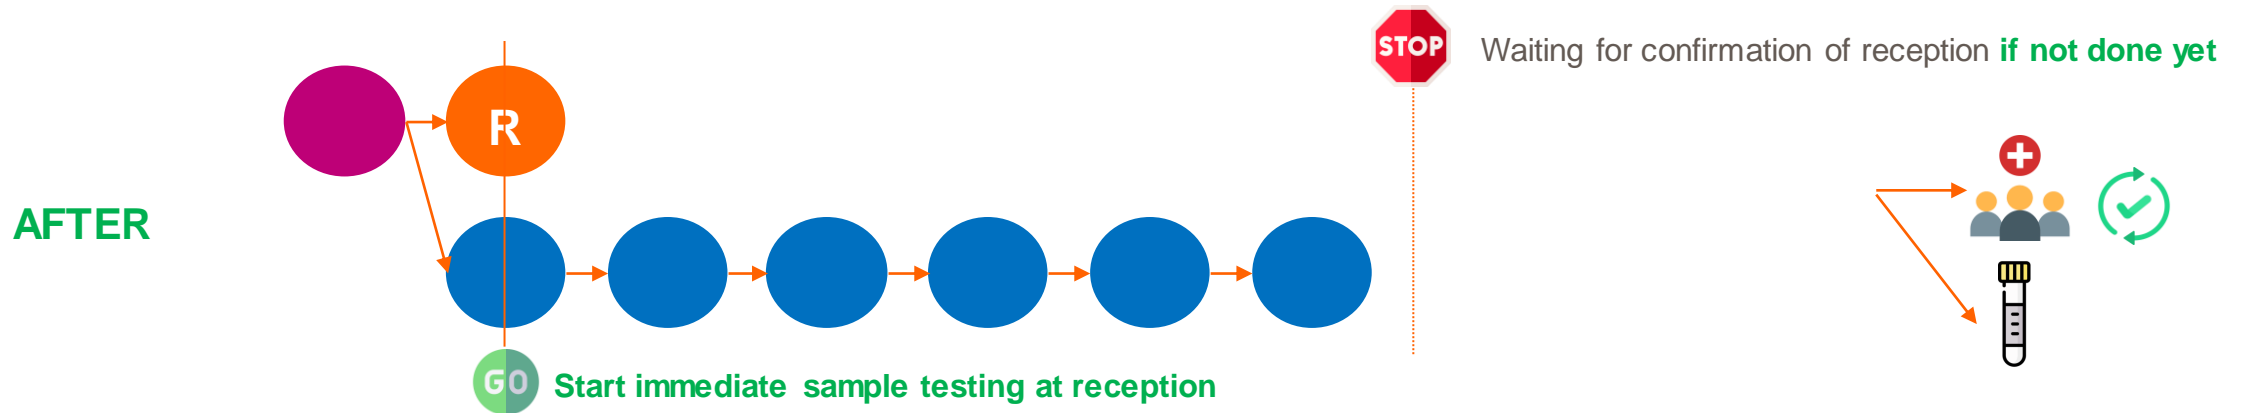 STOP
Waiting for confirmation of reception if not done yet
R
AFTER
GO
Start immediate sample testing at reception